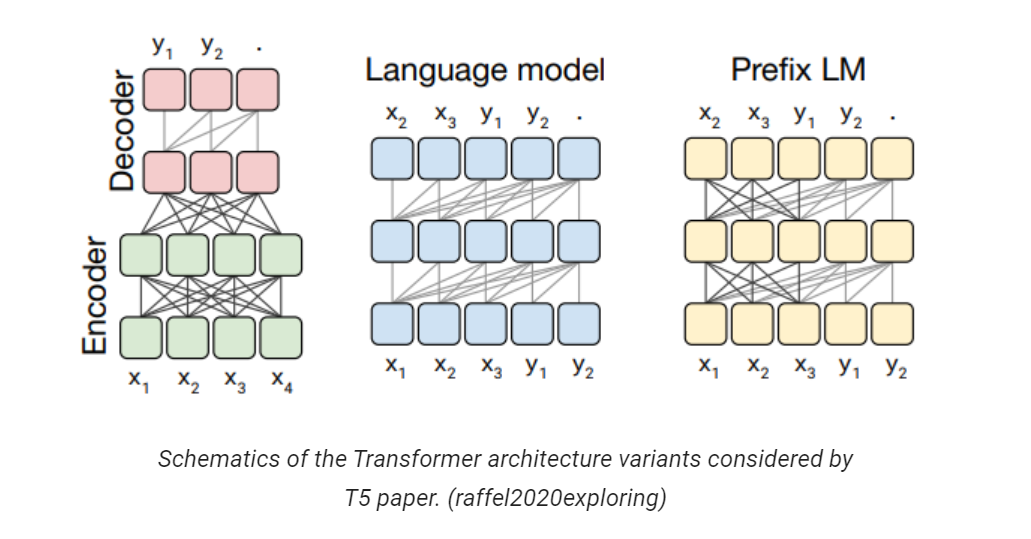 Decoder
Encoder
y₁ y₂ .
x₁ x₂ x₃ x₄
Language model
x₂ x₃ y₁ y₂ .
x₁ x₂ x₃ y₁ y₂
Prefix LM
x₂ x₃ y₁ y₂ .
x₁ x₂ x₃ y₁ y₂
Schematics of the Transformer architecture variants considered by
T5 paper. (raffel2020exploring)